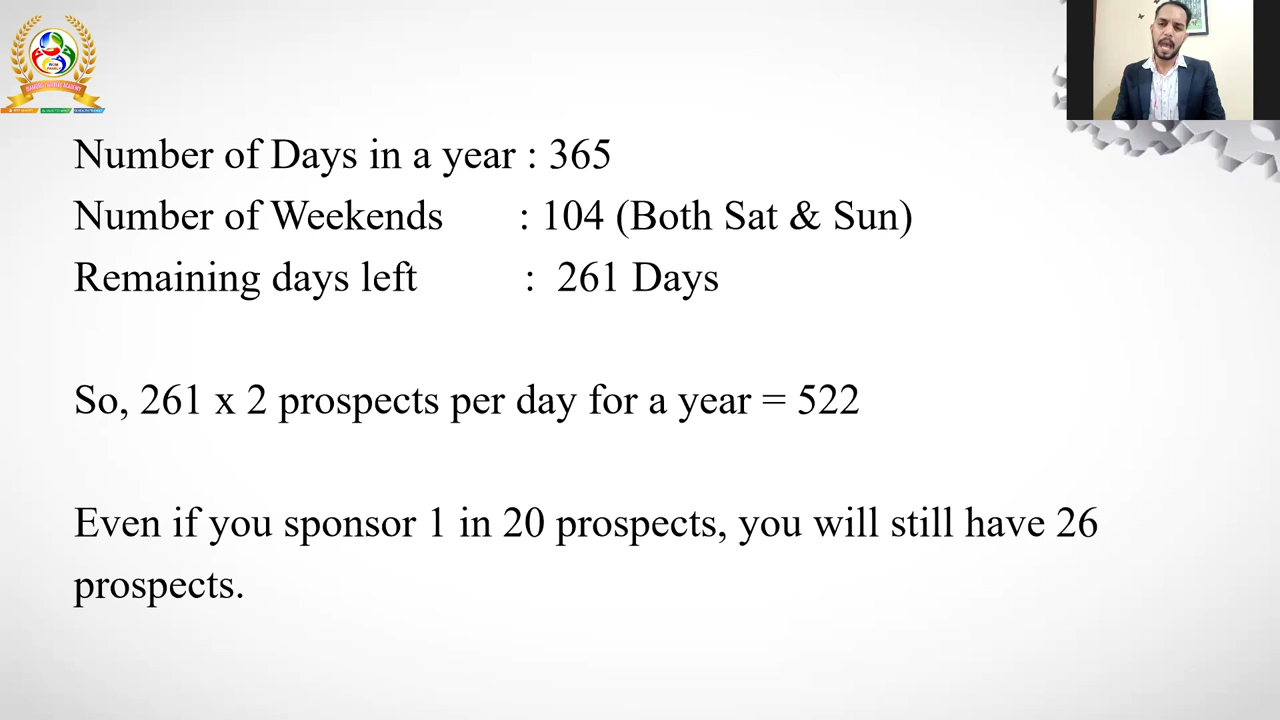 Number of Days in a year : 365
Number of Weekends : 104 (Both Sat & Sun)
Remaining days left : 261 Days
So, 261 x 2 prospects per day for a year = 522
Even if you sponsor 1 in 20 prospects, you will still have 26
prospects.